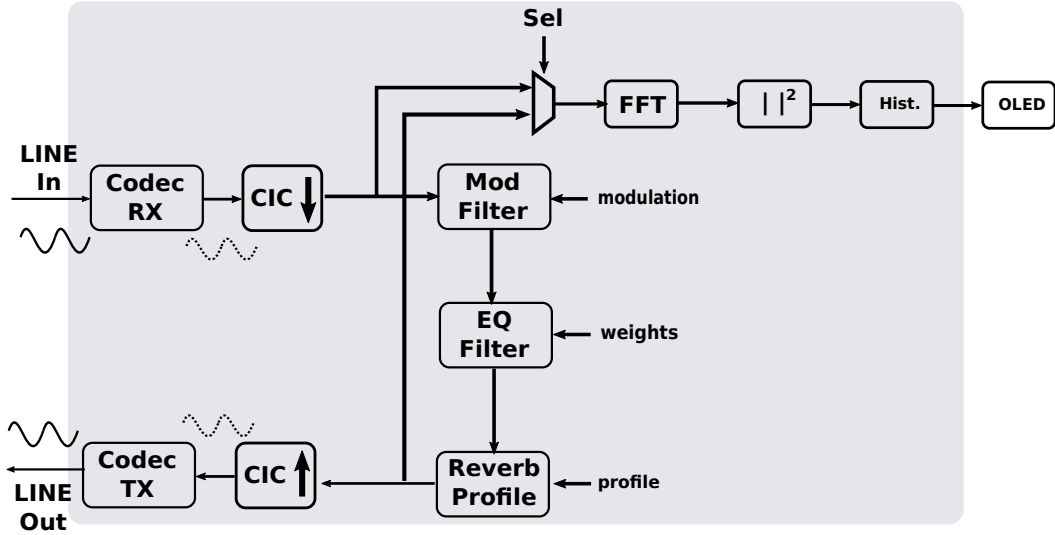 Sel
FFT
| |²
Hist.
OLED
LINE
In
Codec
RX
CIC
Mod
Filter
modulation
EQ
Filter
weights
LINE
Out
Codec
TX
CIC
Reverb
Profile
profile